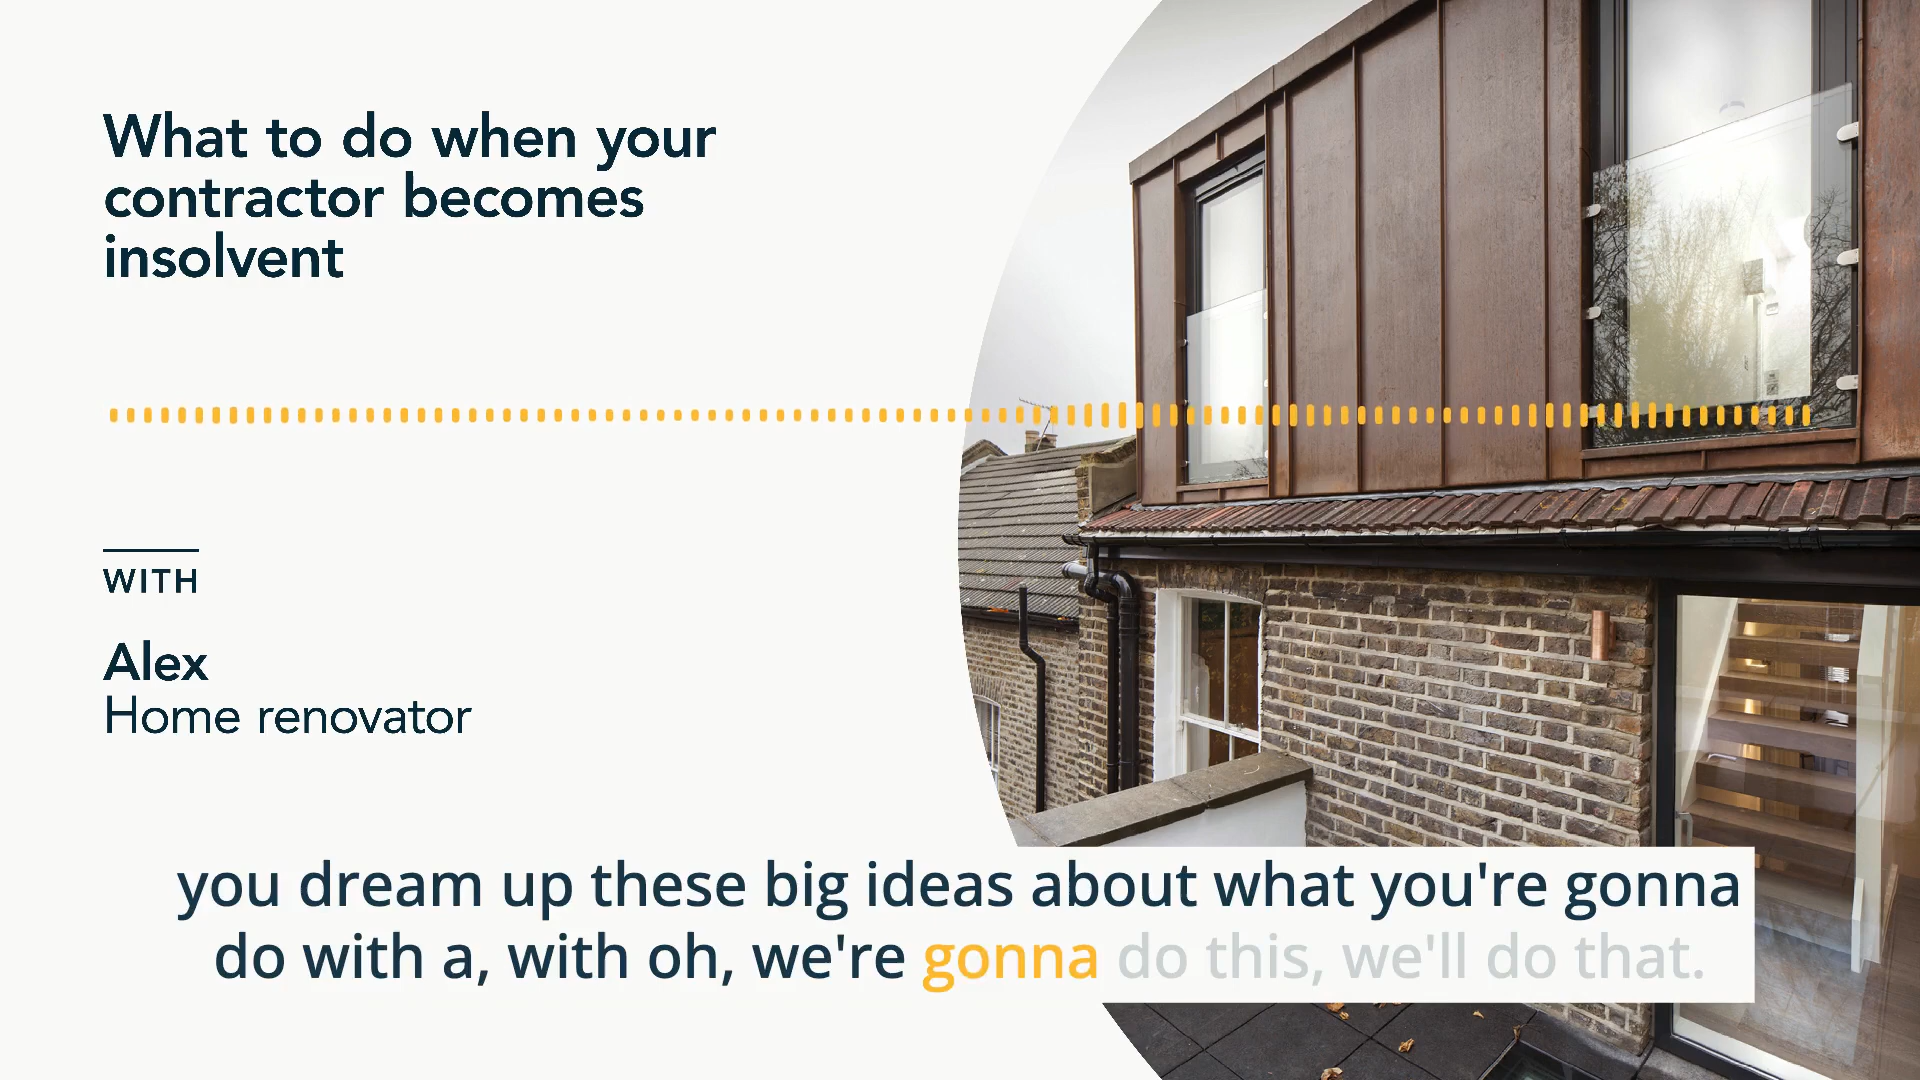 What to do when your
contractor becomes
insolvent
WITH
Alex
Home renovator
you dream up these big ideas about what you're gonna
do with a, with oh, we're gonna do this, we'll do that.